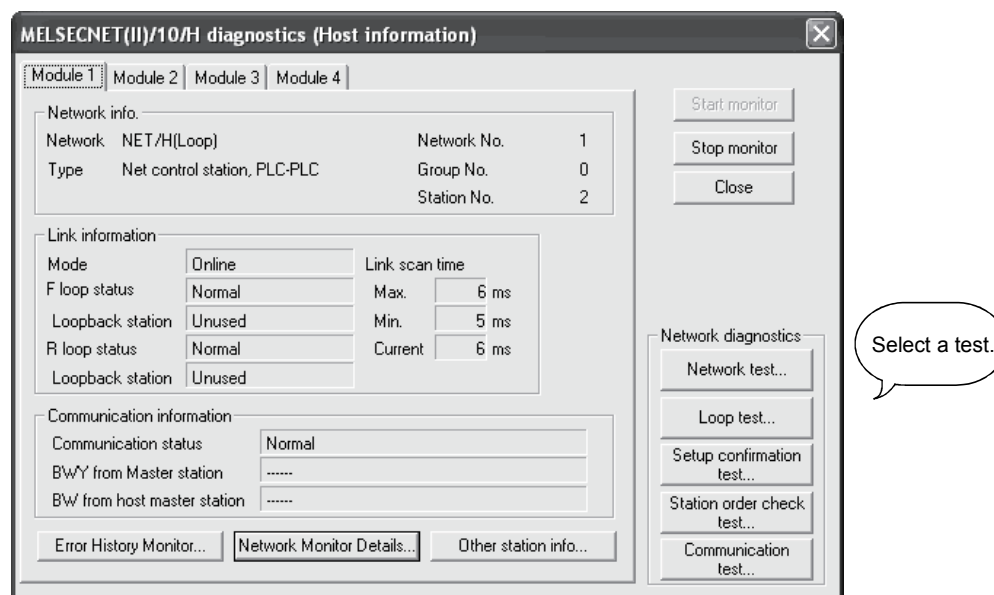 MELSECNET(II)/10/H diagnostics (Host information)
Module 1 Module 2 Module 3 Module 4
Network info.
Network NET/H(Loop) Network No. 1
Type Net control station, PLC-PLC Group No. 0
Station No. 2
Link information
Mode Online Link scan time
F loop status Normal Max. 6 ms
Loopback station Unused Min. 5 ms
R loop status Normal Current 6 ms
Loopback station Unused
Communication information
Communication status Normal
BWY from Master station ------
BW from host master station ------
Error History Monitor... Network Monitor Details... Other station info...
Start monitor
Stop monitor
Close
Network diagnostics
Network test...
Loop test...
Setup confirmation
test...
Station order check
test...
Communication
test...
Select a test.